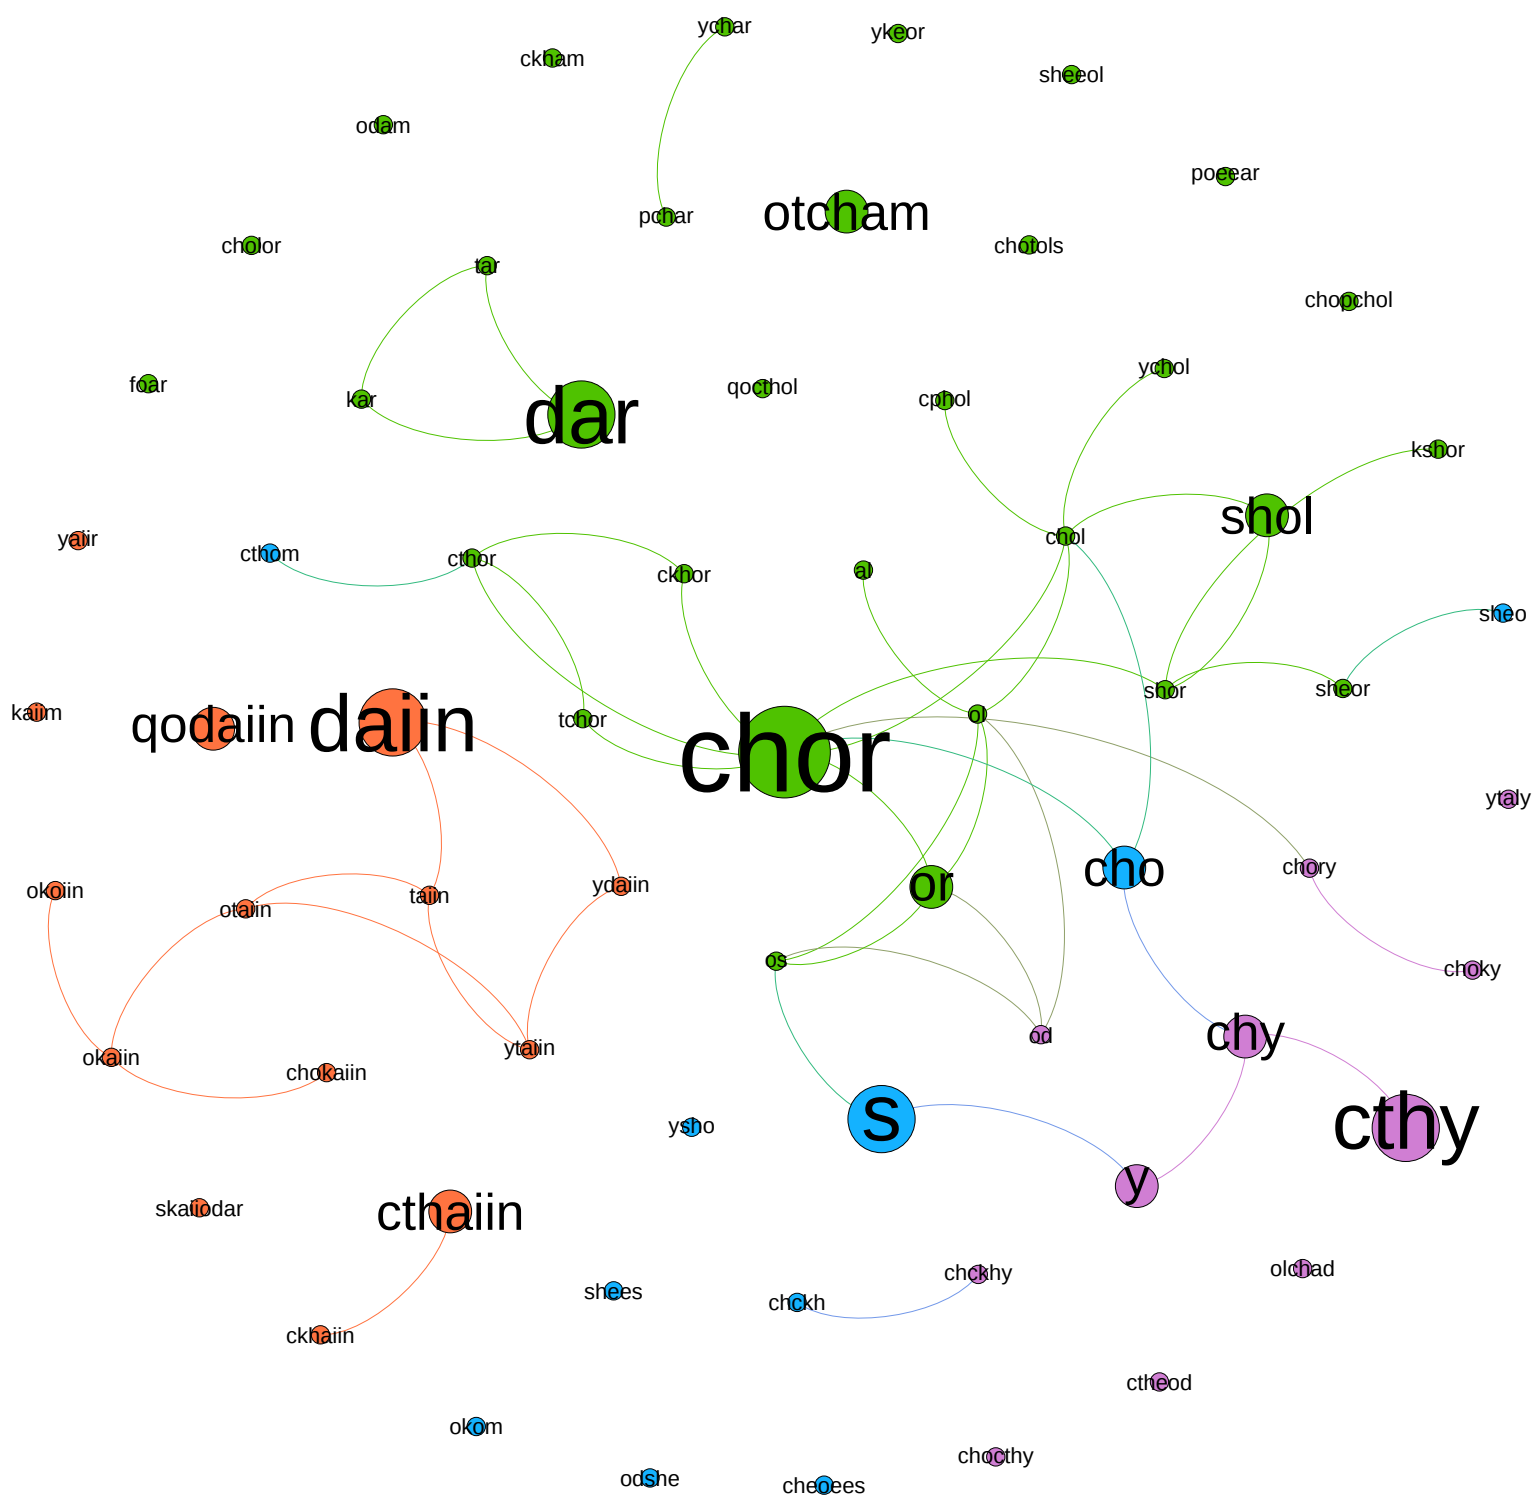 ychar
ykeor
ckham
sheeol
odam
poeear
otcham
pchar
cholor
chotols
tar
chopchol
ychol
foar
qocthol
kar
cphol
dar
kshor
shol
chol
yaiir
cthom
cthor
al
ckhor
sheo
sheor
shor
kaiim
ol
tchor
qodaiin
daiin
chor
ytaly
chory
cho
ydaiin
or
okoiin
taiin
otaiin
os
choky
od
chy
ytaiin
okaiin
chokaiin
s
ysho
cthy
y
skaiiodar
cthaiin
olchad
chckhy
shees
chckh
ckhaiin
ctheod
okom
chocthy
odshe
cheoees